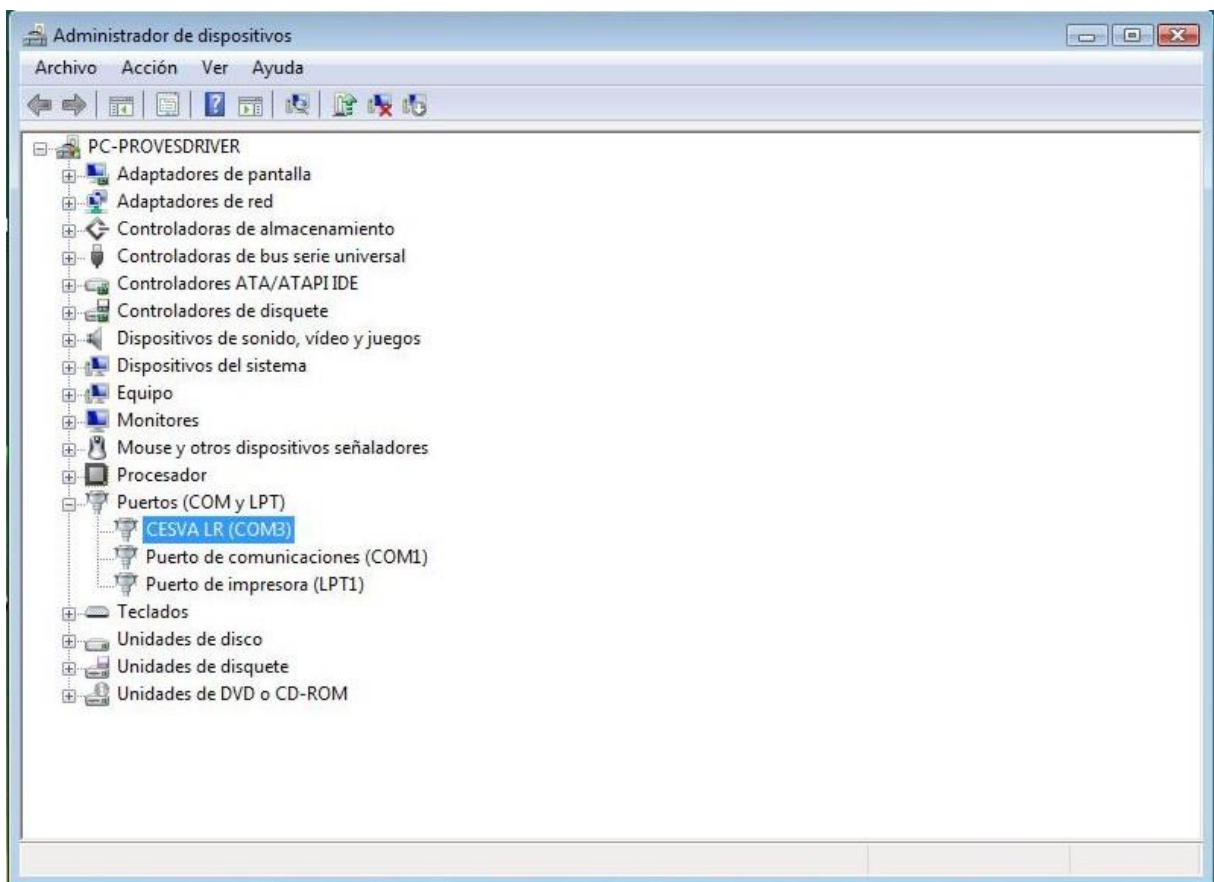 Administrador de dispositivos
Archivo Acción Ver Ayuda
PC-PROVESDRIVER
Adaptadores de pantalla
Adaptadores de red
Controladoras de almacenamiento
Controladoras de bus serie universal
Controladores ATA/ATAPI IDE
Controladores de disquete
Dispositivos de sonido, vídeo y juegos
Dispositivos del sistema
Equipo
Monitores
Mouse y otros dispositivos señaladores
Procesador
Puertos (COM y LPT)
CESVA LR (COM3)
Puerto de comunicaciones (COM1)
Puerto de impresora (LPT1)
Teclados
Unidades de disco
Unidades de disquete
Unidades de DVD o CD-ROM